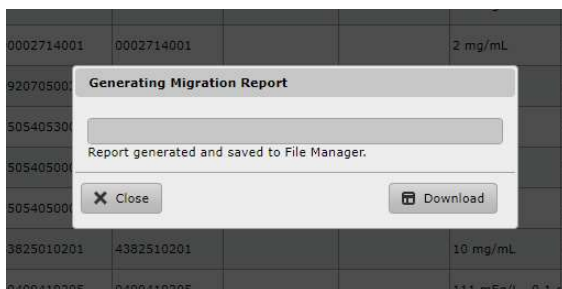 0002714001 0002714001 2 mg/mL
Generating Migration Report
Report generated and saved to File Manager.
Close Download
3825010201 4382510201 10 mg/mL